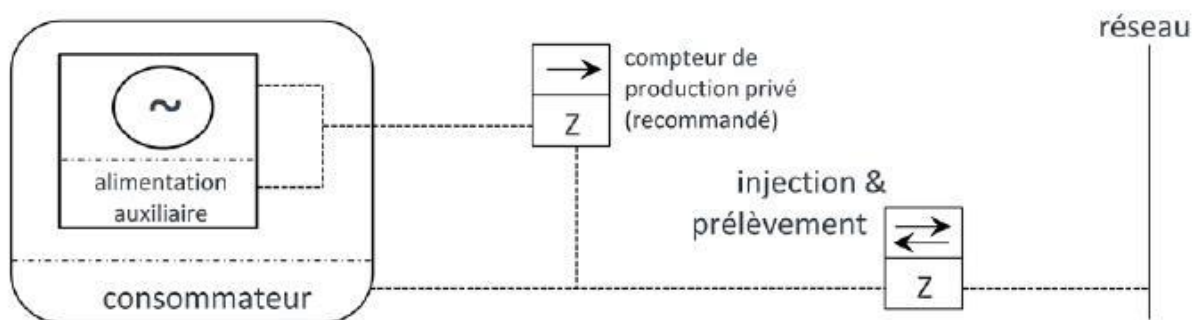 réseau
compteur de
production privé
(recommandé)
Z
~
alimentation
auxiliaire
injection &
prélèvement
Z
consommateur